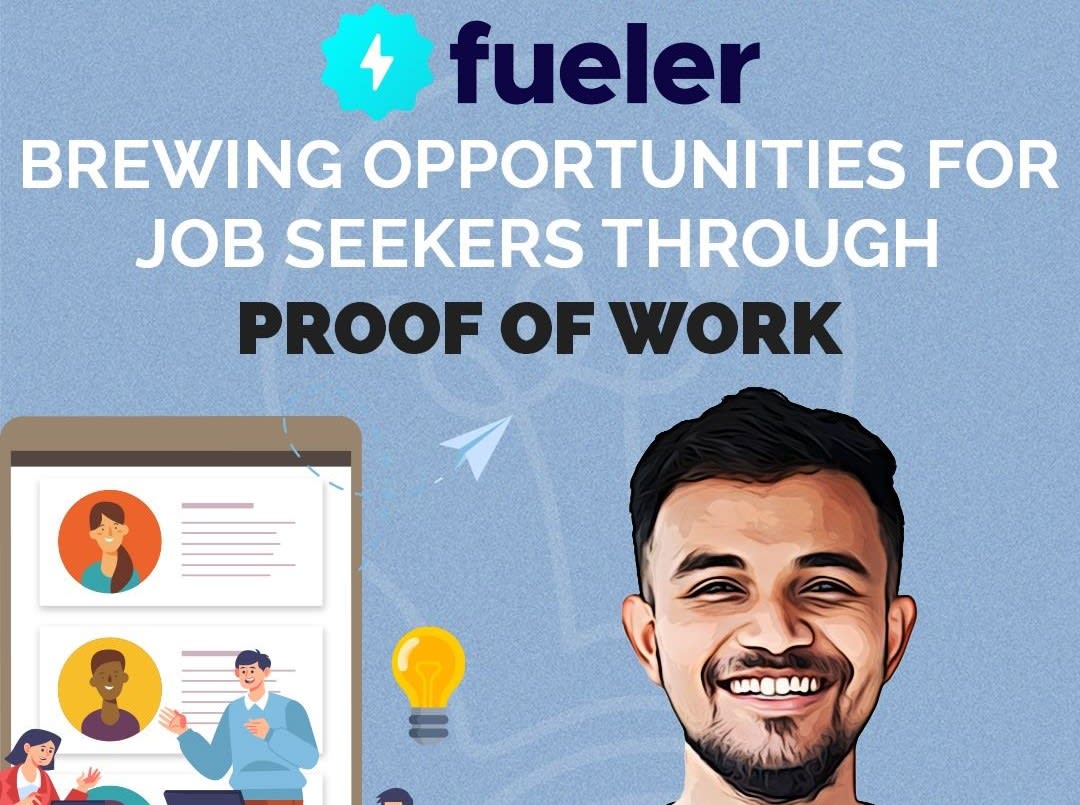 fueler
BREWING OPPORTUNITIES FOR
JOB SEEKERS THROUGH
PROOF OF WORK